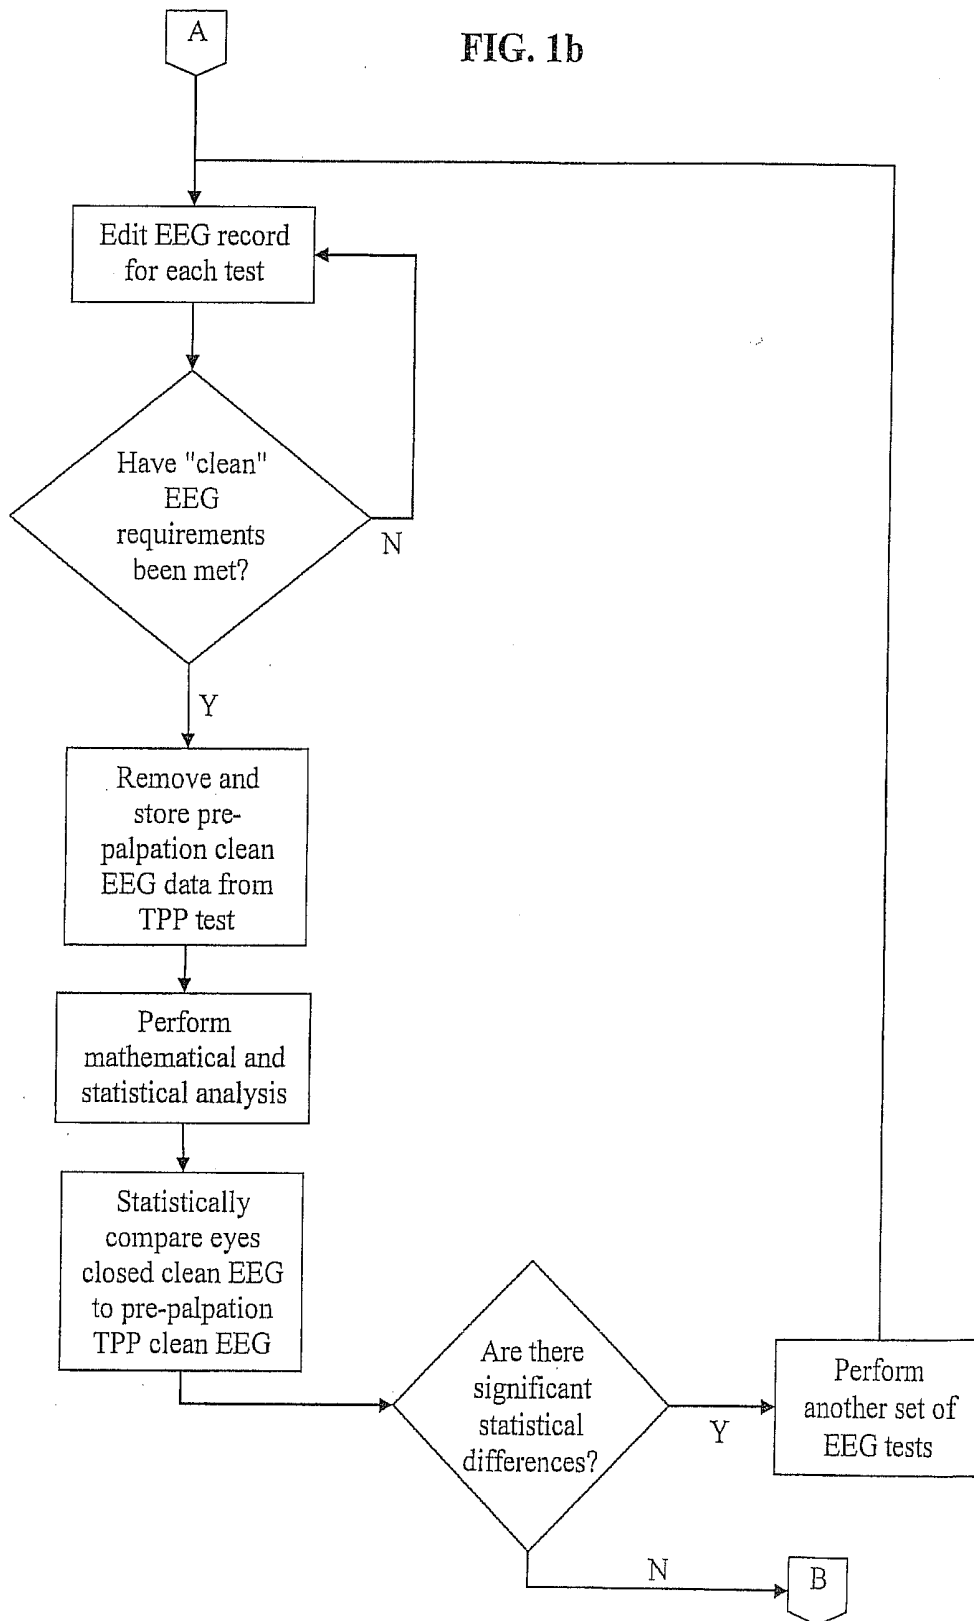 A
FIG. 1b
Edit EEG record
for each test
Have "clean"
EEG
requirements
been met?
N
Y
Remove and
store pre-
palpation clean
EEG data from
TPP test
Perform
mathematical and
statistical analysis
Statistically
compare eyes
closed clean EEG
to pre-palpation
TPP clean EEG
Are there
significant
statistical
differences?
Y
Perform
another set of
EEG tests
N
B